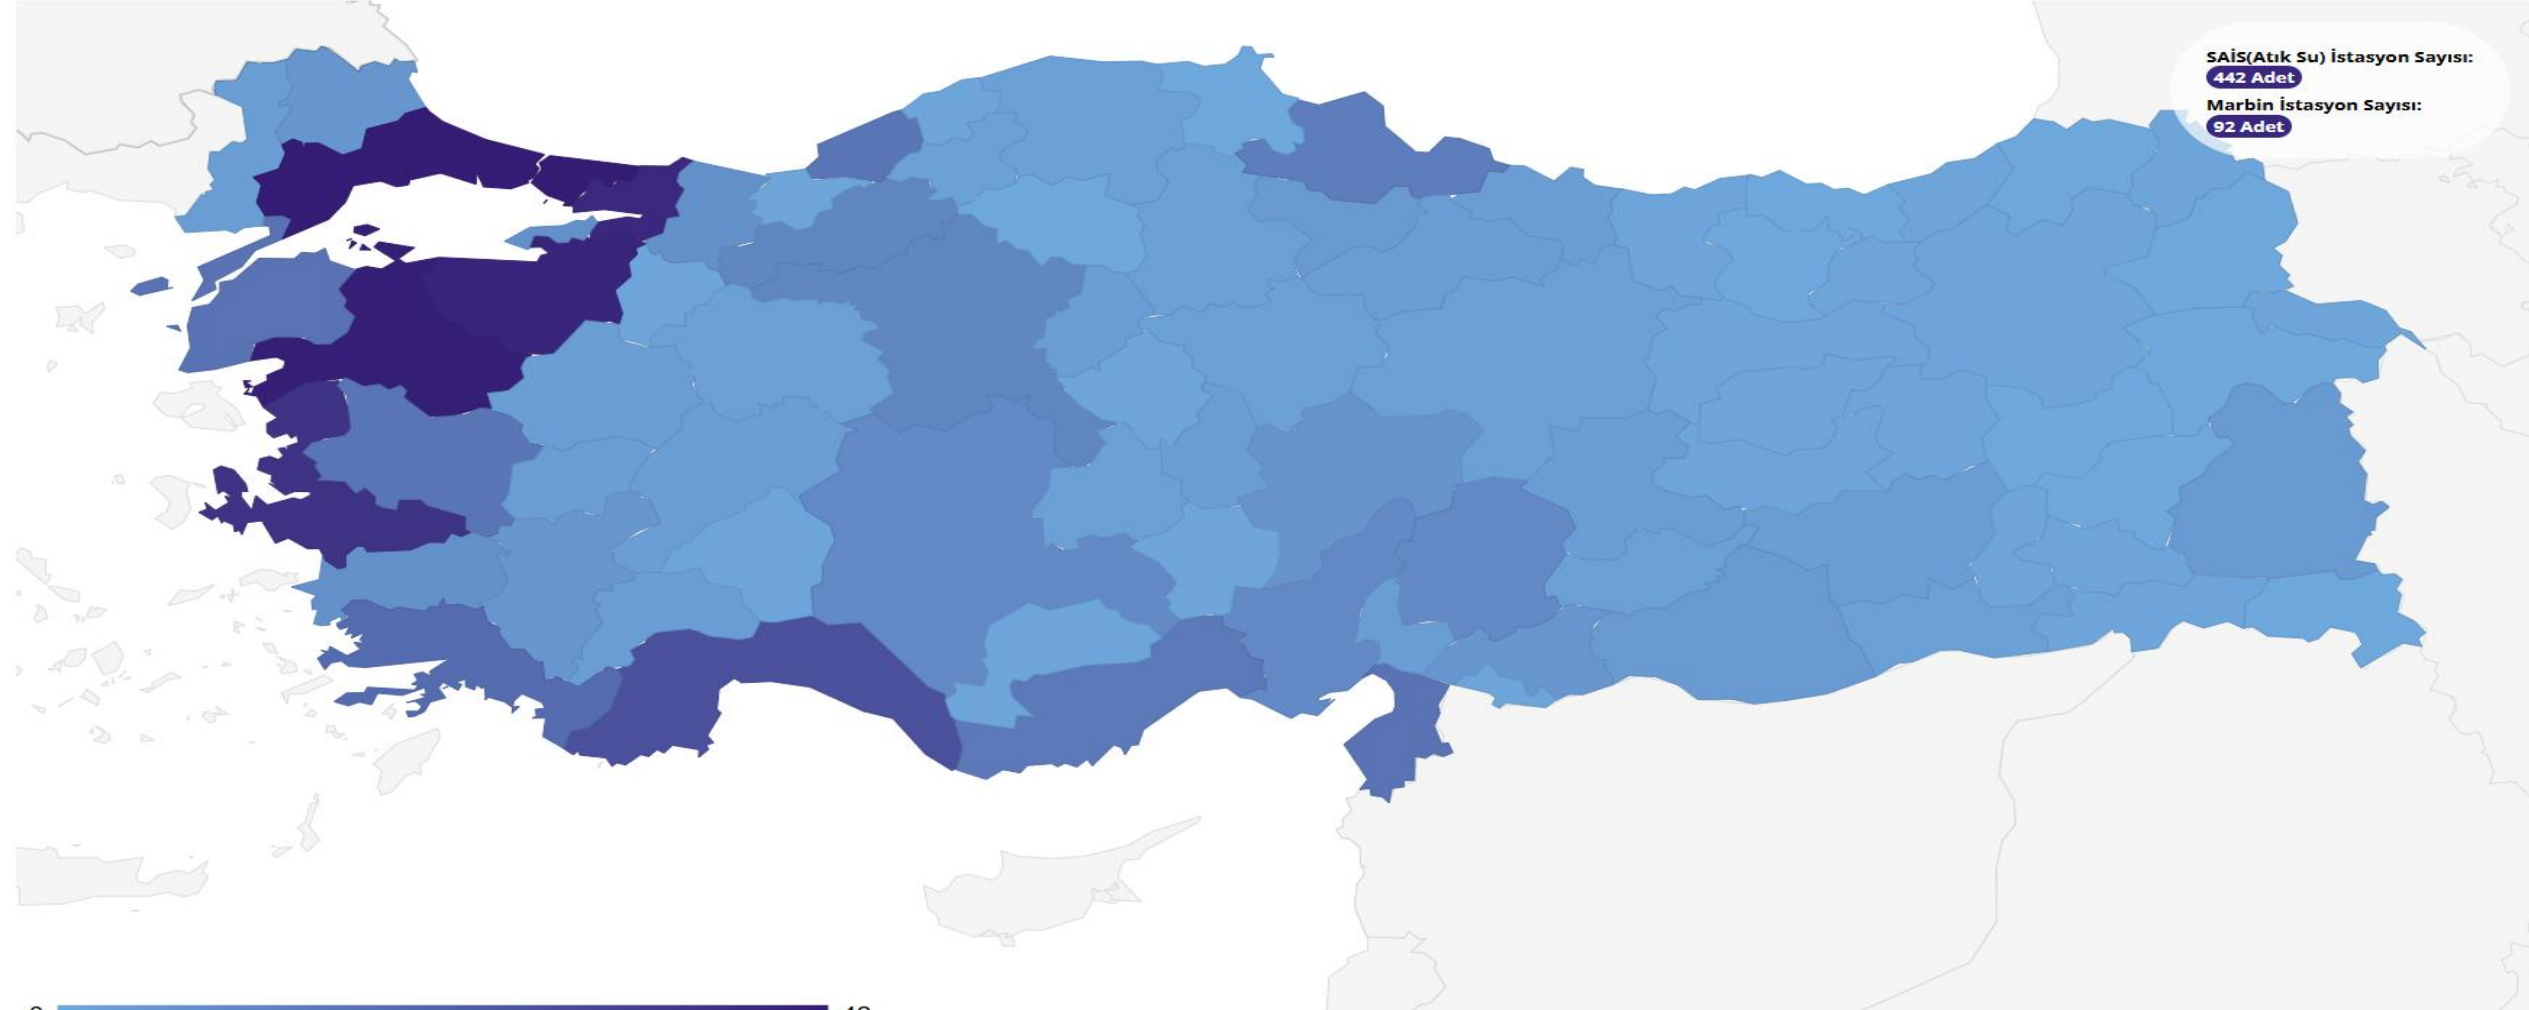 SAİS(Atık Su) İstasyon Sayısı:
442 Adet
Marbin İstasyon Sayısı:
92 Adet